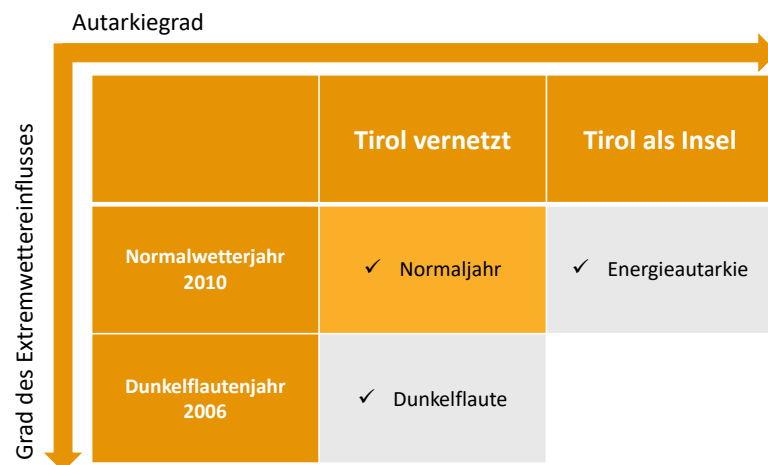 Autarkiegrad
Grad des Extremwettereinflusses
Tirol vernetzt
Tirol als Insel
Normalwetterjahr
2010
✓ Normaljahr
✓ Energieautarkie
Dunkelflautenjahr
2006
✓ Dunkelflaute